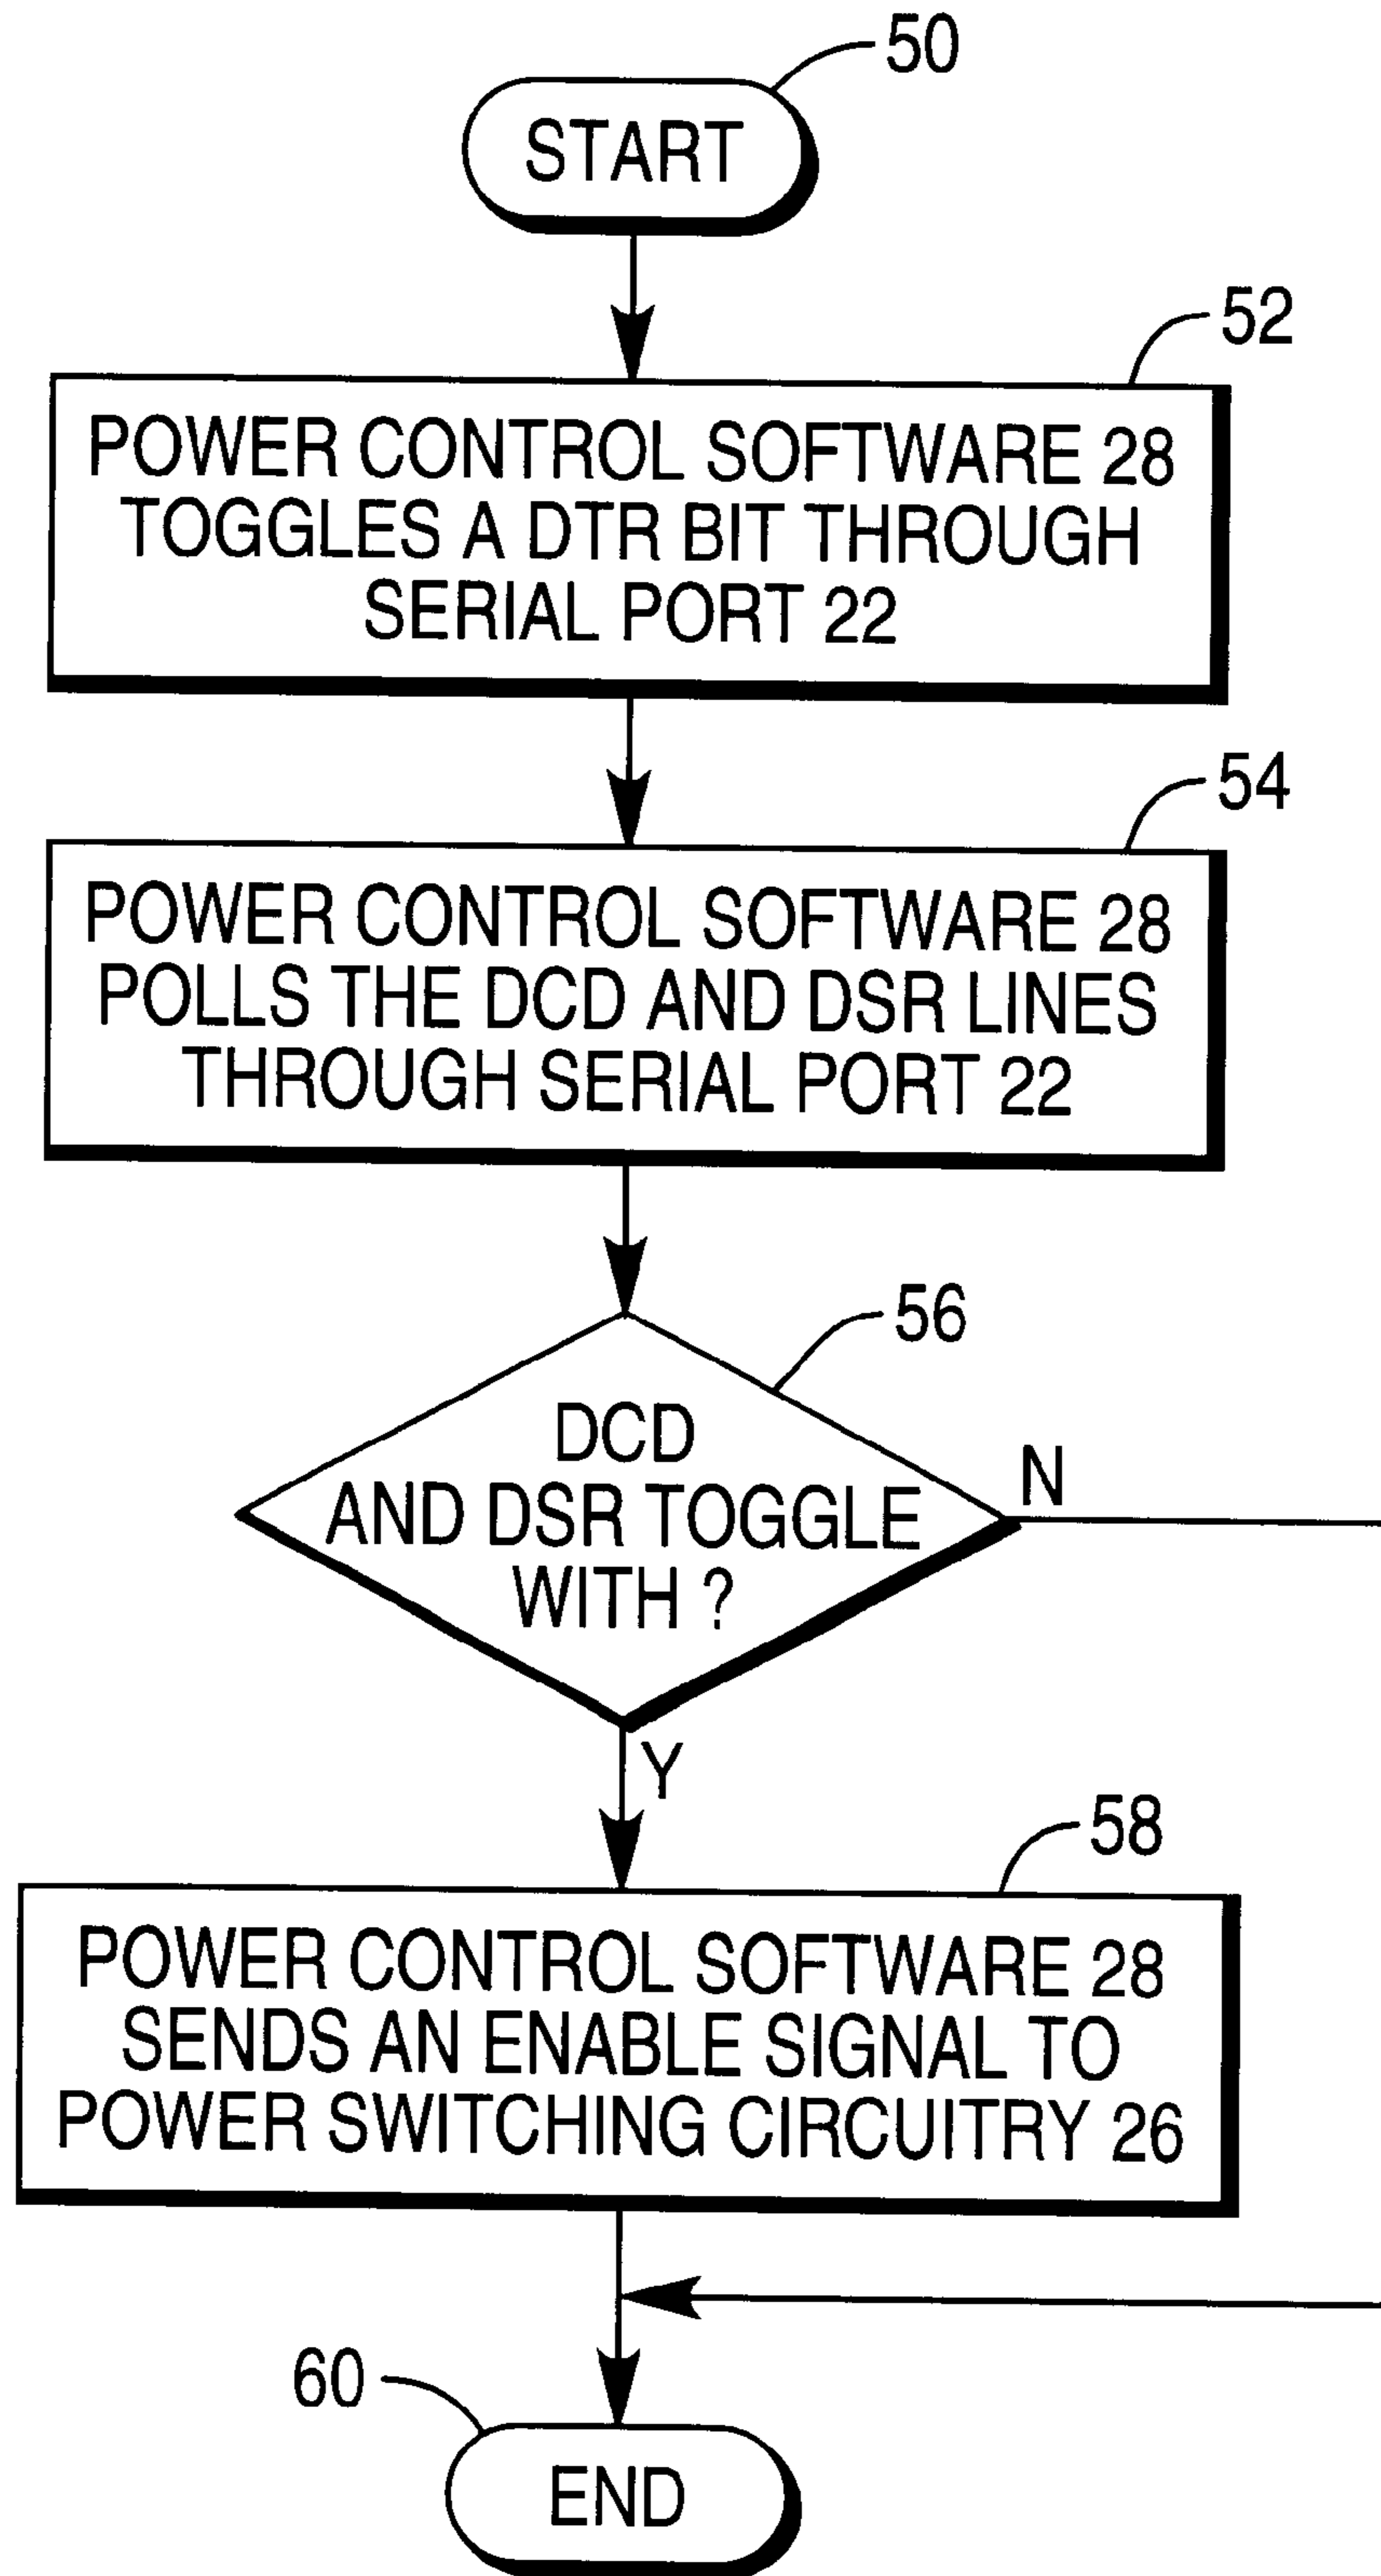 50
START
52
POWER CONTROL SOFTWARE 28
TOGGLES A DTR BIT THROUGH
SERIAL PORT 22
54
POWER CONTROL SOFTWARE 28
POLLS THE DCD AND DSR LINES
THROUGH SERIAL PORT 22
56
DCD
AND DSR TOGGLE
WITH ?
N
Y
58
POWER CONTROL SOFTWARE 28
SENDS AN ENABLE SIGNAL TO
POWER SWITCHING CIRCUITRY 26
60
END